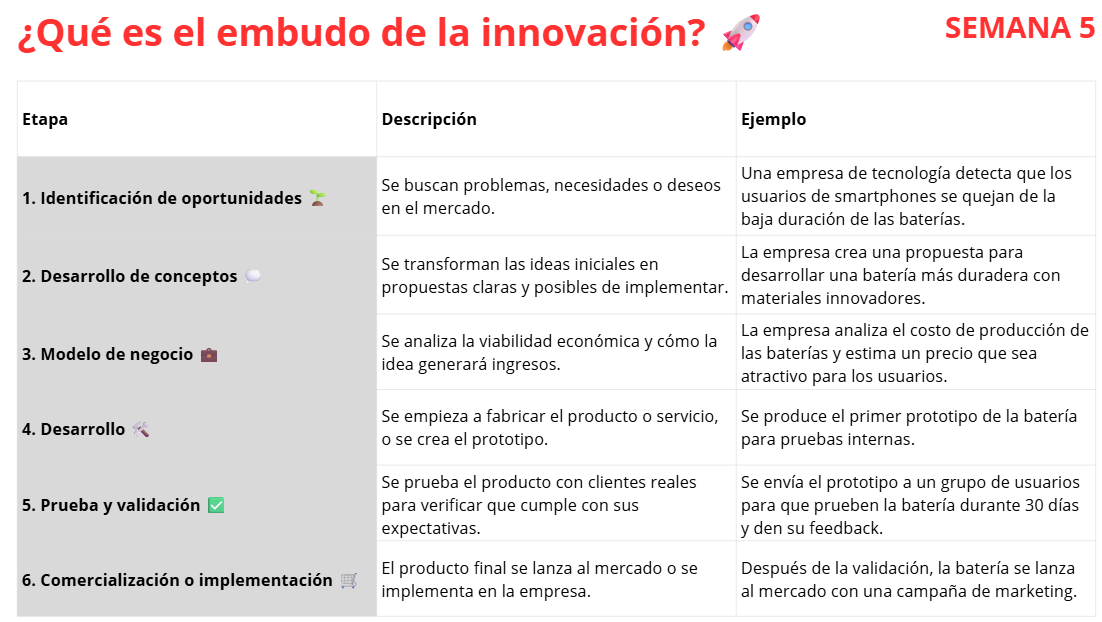 ¿Qué es el embudo de la innovación? 🚀
SEMANA 5
Etapa
Descripción
Ejemplo
1. Identificación de oportunidades 🌱
Se buscan problemas, necesidades o deseos
en el mercado.
Una empresa de tecnología detecta que los
usuarios de smartphones se quejan de la
baja duración de las baterías.
2. Desarrollo de conceptos 💭
Se transforman las ideas iniciales en
propuestas claras y posibles de implementar.
La empresa crea una propuesta para
desarrollar una batería más duradera con
materiales innovadores.
3. Modelo de negocio 💼
Se analiza la viabilidad económica y cómo la
idea generará ingresos.
La empresa analiza el costo de producción de
las baterías y estima un precio que sea
atractivo para los usuarios.
4. Desarrollo 🛠️
Se empieza a fabricar el producto o servicio,
o se crea el prototipo.
Se produce el primer prototipo de la batería
para pruebas internas.
5. Prueba y validación ✅
Se prueba el producto con clientes reales
para verificar que cumple con sus
expectativas.
Se envía el prototipo a un grupo de usuarios
para que prueben la batería durante 30 días
y den su feedback.
6. Comercialización o implementación 🛒
El producto final se lanza al mercado o se
implementa en la empresa.
Después de la validación, la batería se lanza
al mercado con una campaña de marketing.